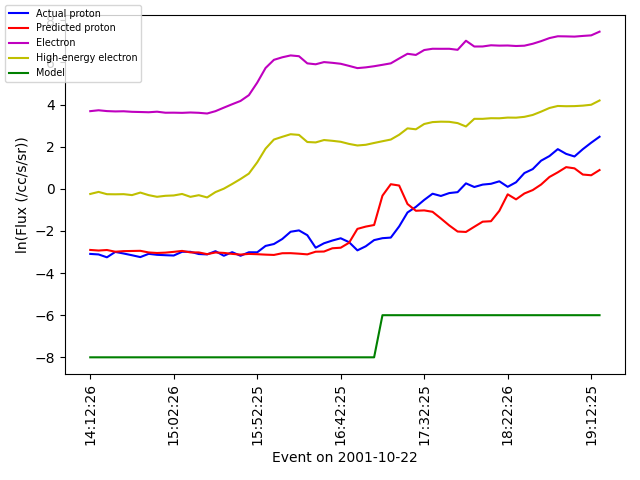 Actual proton
Predicted proton
Electron
High-energy electron
Model
ln(Flux (/cc/s/sr))
4
2
0
−2
−4
−6
−8
14:12:26
15:02:26
15:52:25
16:42:25
17:32:25
18:22:26
19:12:25
Event on 2001-10-22